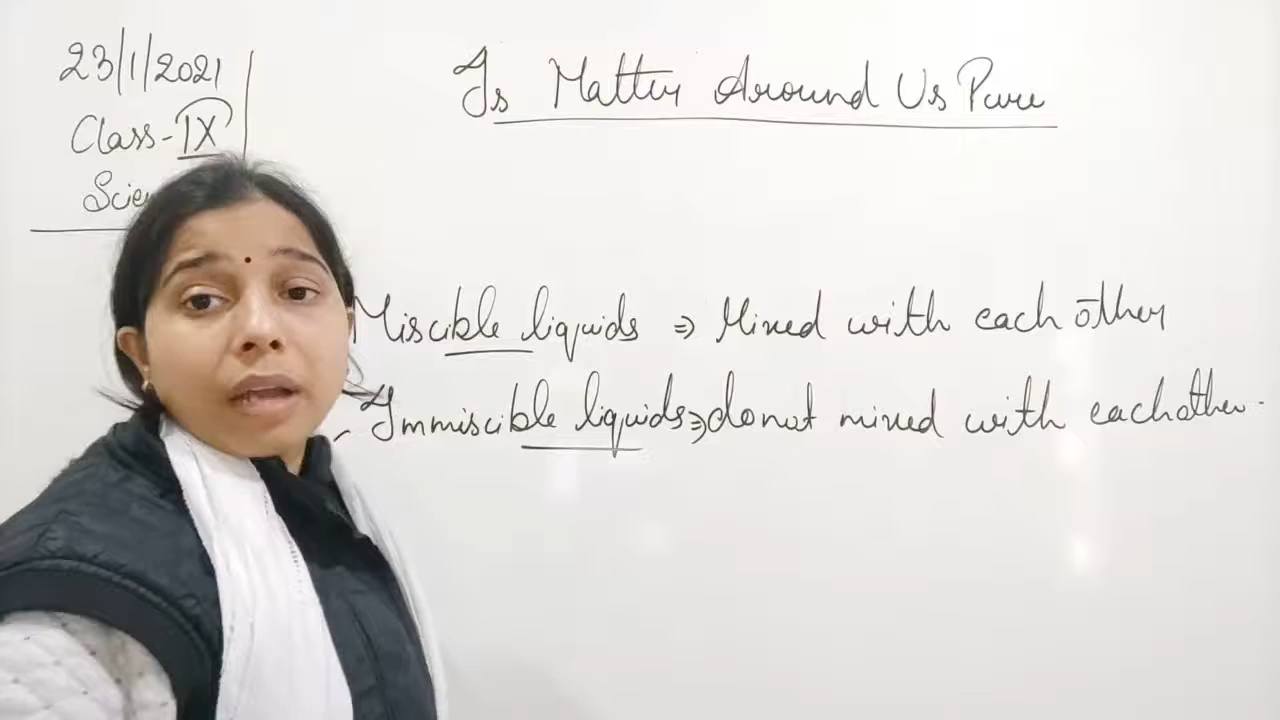 23/1/2021
Class-IX
Is Matter Around Us Pure
Miscible liquids ⇒ Mixed with each other
Immiscible liquids ⇒ do not mixed with each other.